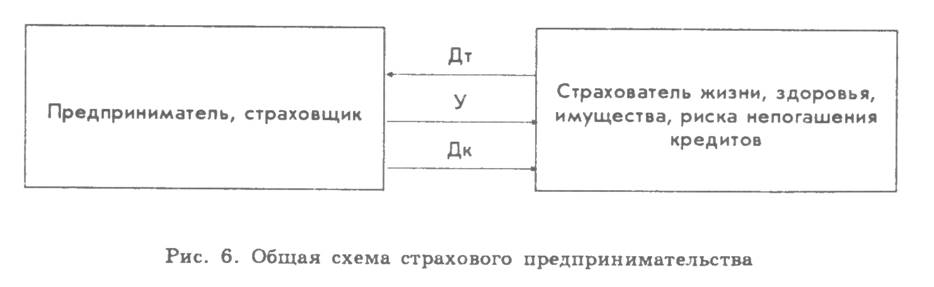 Предприниматель, страховщик
Дт
У
Дк
Страхователь жизни, здоровья,
имущества, риска непогашения
кредитов
Рис. 6. Общая схема страхового предпринимательства